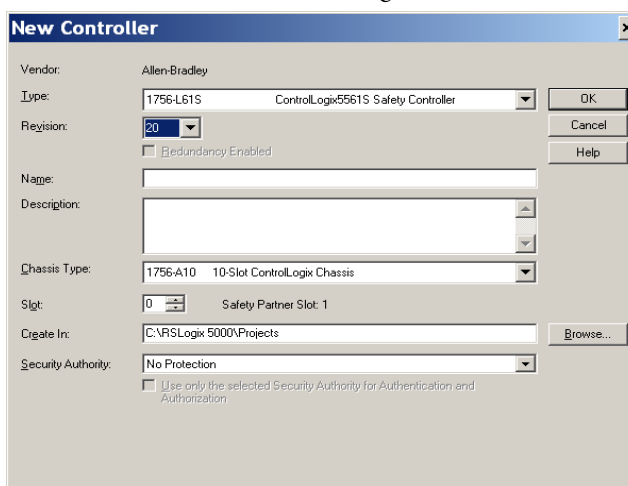 New Controller
Vendor: Allen-Bradley
Type: 1756-L61S ControlLogix5561S Safety Controller OK
Revision: 20 Cancel
Redundancy Enabled Help
Name:
Description:
Chassis Type: 1756-A10 10-Slot ControlLogix Chassis
Slot: 0 Safety Partner Slot: 1
Create In: C:\RSLogix 5000\Projects Browse...
Security Authority: No Protection
Use only the selected Security Authority for Authentication and
Authorization